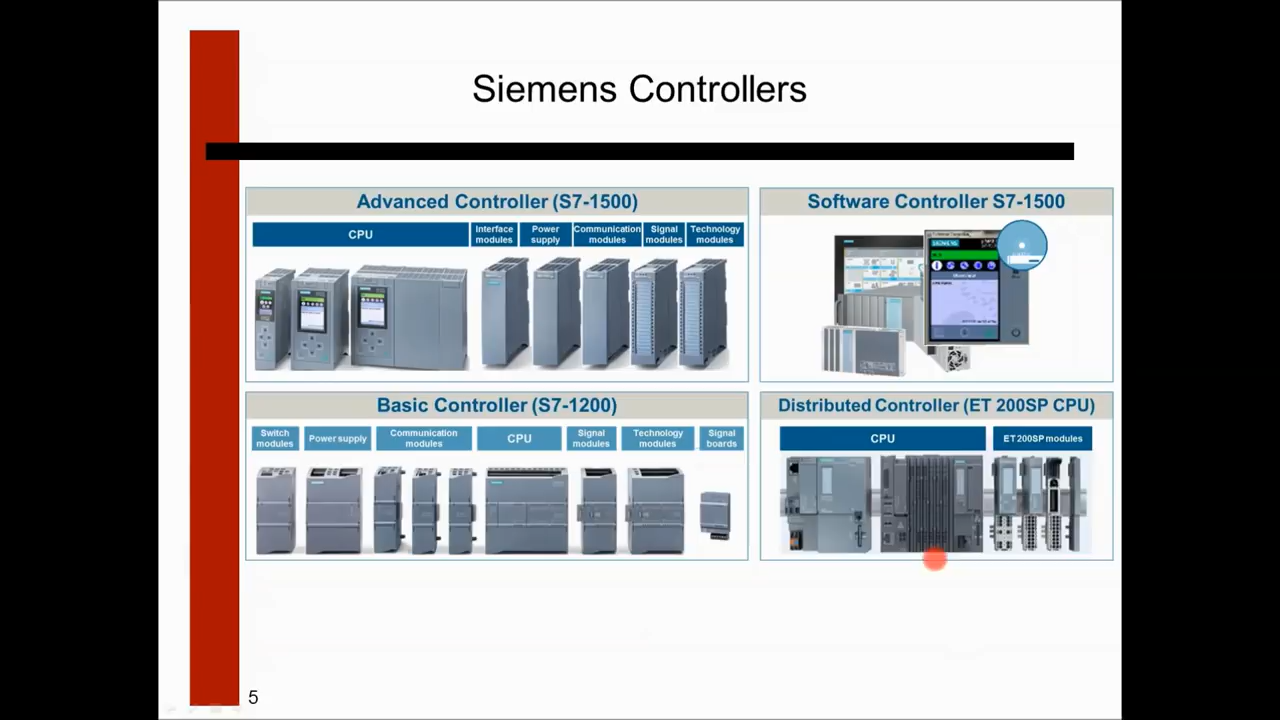 Siemens Controllers
Advanced Controller (S7-1500)
CPU
Interface
modules
Power
supply
Communication
modules
Signal
modules
Technology
modules
Software Controller S7-1500
SIEMENS
Basic Controller (S7-1200)
Switch
modules
Power supply
Communication
modules
CPU
Signal
modules
Technology
modules
Signal
boards
Distributed Controller (ET 200SP CPU)
CPU
ET 200SP modules
5